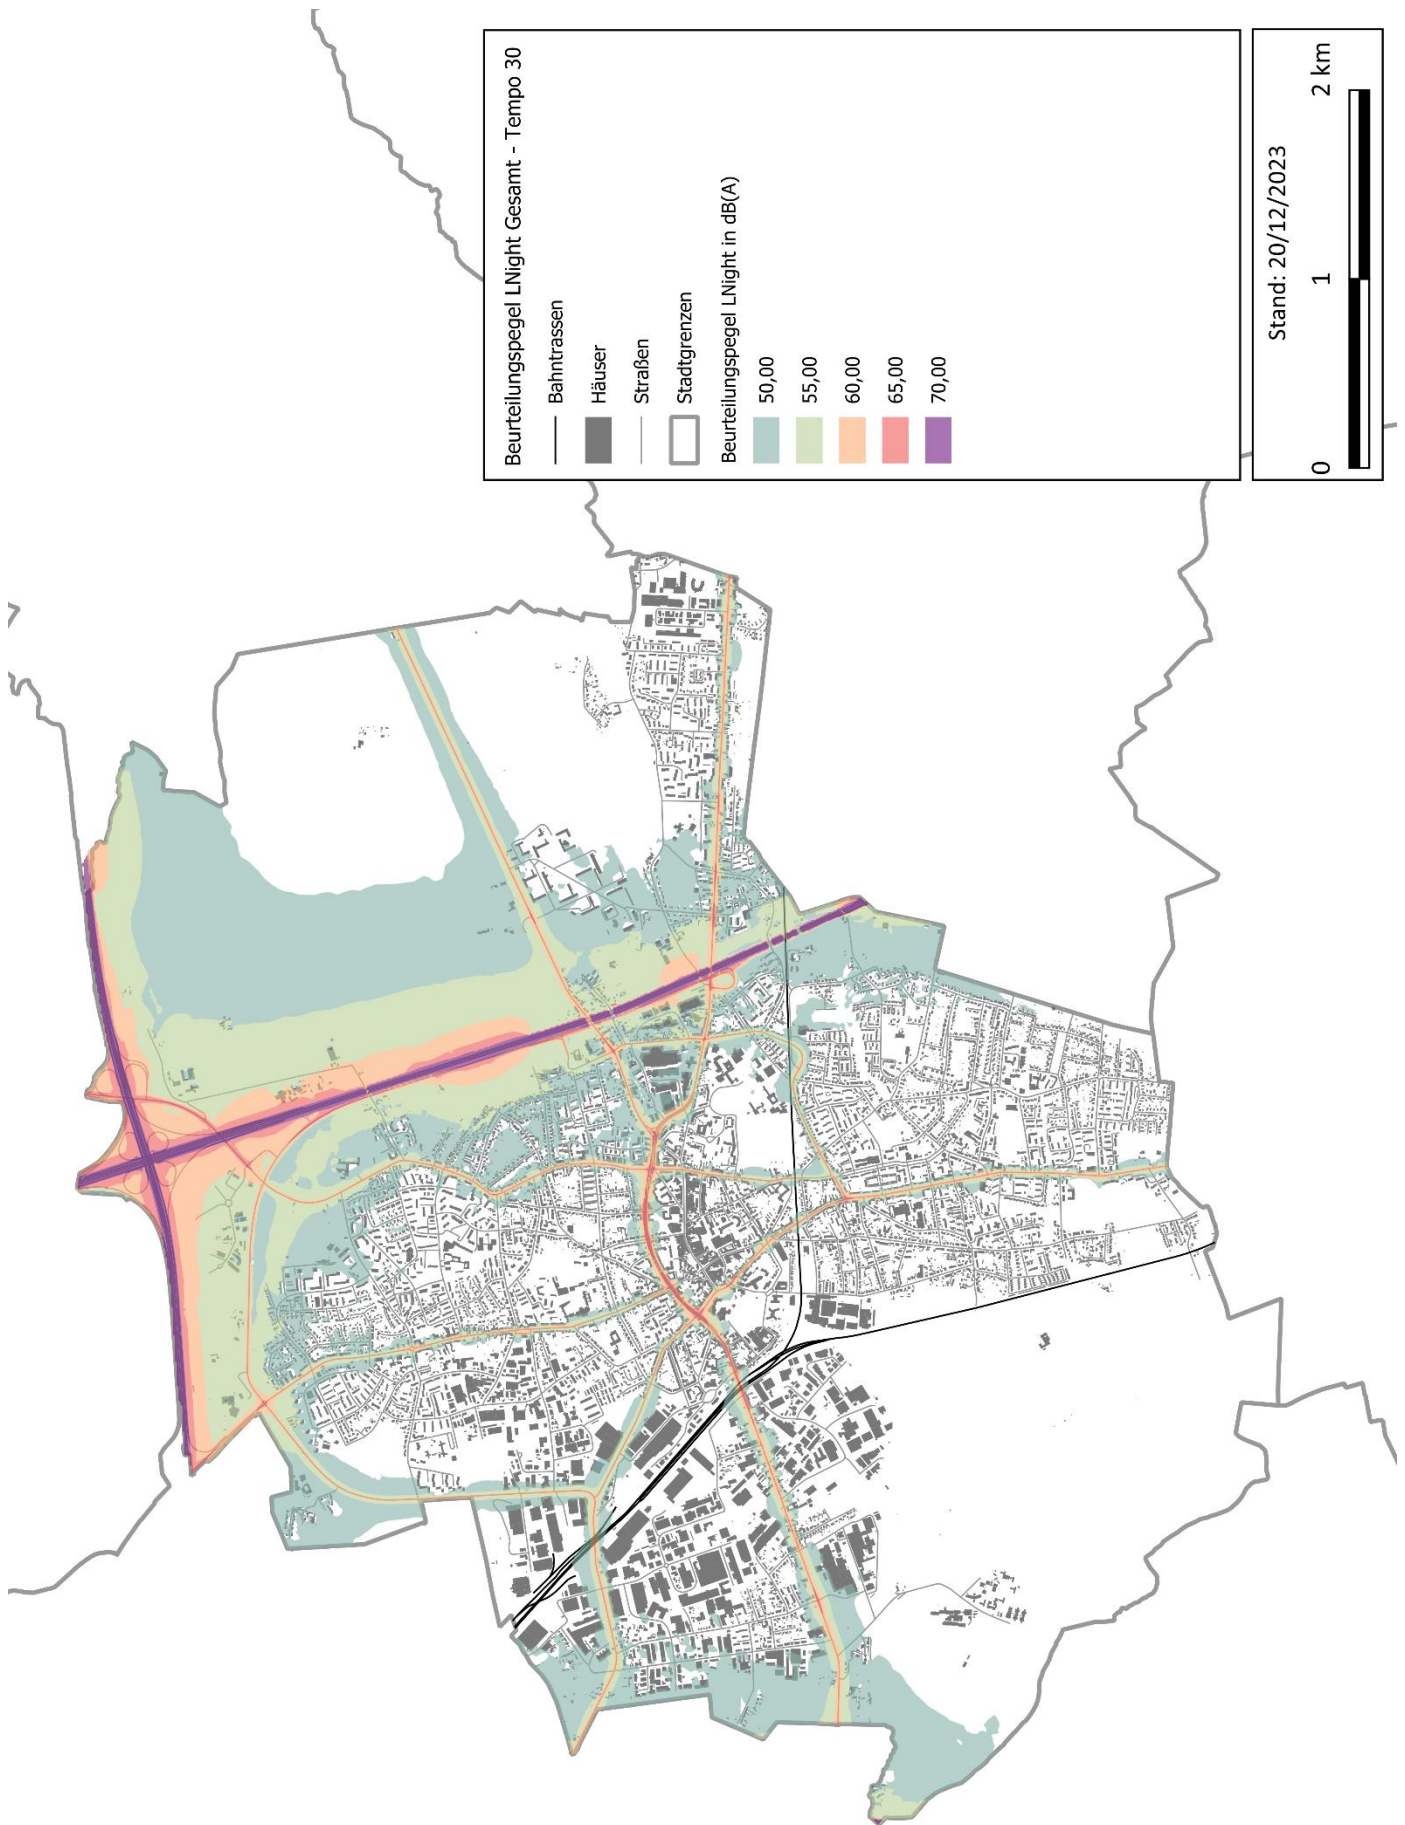 Beurteilungspegel LNight Gesamt - Tempo 30
Bahntrassen
Häuser
Straßen
Stadtgrenzen
Beurteilungspegel LNight in dB(A)
50,00
55,00
60,00
65,00
70,00
Stand: 20/12/2023
0 1 2 km